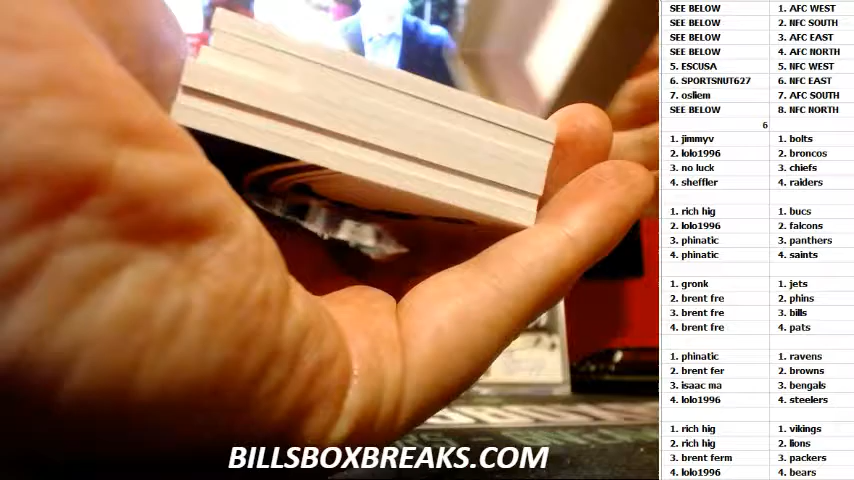 SEE BELOW 1. AFC WEST
SEE BELOW 2. NFC SOUTH
SEE BELOW 3. AFC EAST
SEE BELOW 4. AFC NORTH
5. ESCUSA 5. NFC WEST
6. SPORTSNUT627 6. NFC EAST
7. osliem 7. AFC SOUTH
SEE BELOW 8. NFC NORTH
6
1. jimmyv 1. bolts
2. lolo1996 2. broncos
3. no luck 3. chiefs
4. sheffler 4. raiders
1. rich hig 1. bucs
2. lolo1996 2. falcons
3. phinatic 3. panthers
4. phinatic 4. saints
1. gronk 1. jets
2. brent fre 2. phins
3. brent fre 3. bills
4. brent fre 4. pats
1. phinatic 1. ravens
2. brent fer 2. browns
3. isaac ma 3. bengals
4. lolo1996 4. steelers
1. rich hig 1. vikings
2. rich hig 2. lions
3. brent ferm 3. packers
4. lolo1996 4. bears
BILLSBOXBREAKS.COM